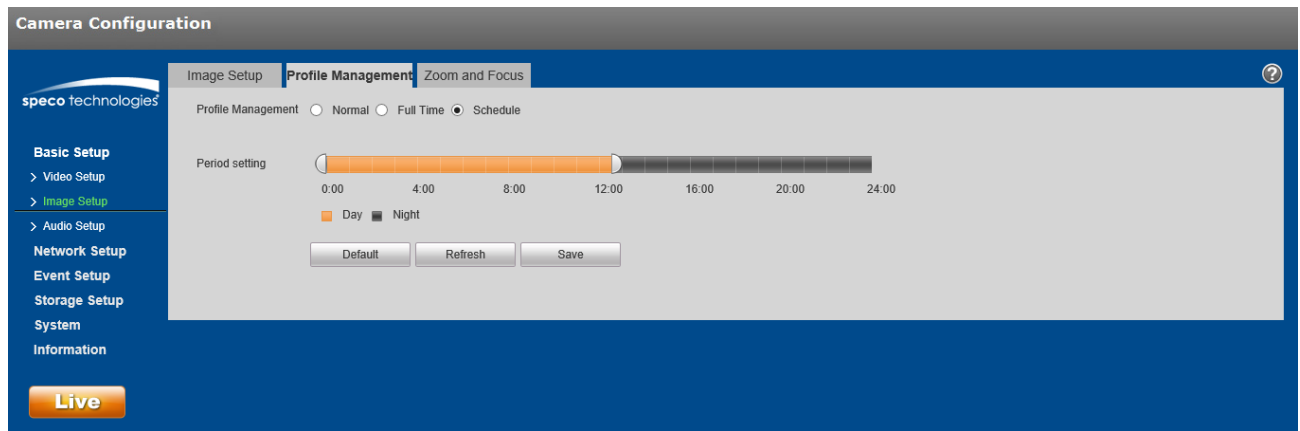 Camera Configuration
speco technologies
Image Setup Profile Management Zoom and Focus ?
Profile Management Normal Full Time Schedule
Period setting
0:00 4:00 8:00 12:00 16:00 20:00 24:00
Day Night
Default Refresh Save
Basic Setup
> Video Setup
> Image Setup
> Audio Setup
Network Setup
Event Setup
Storage Setup
System
Information
Live